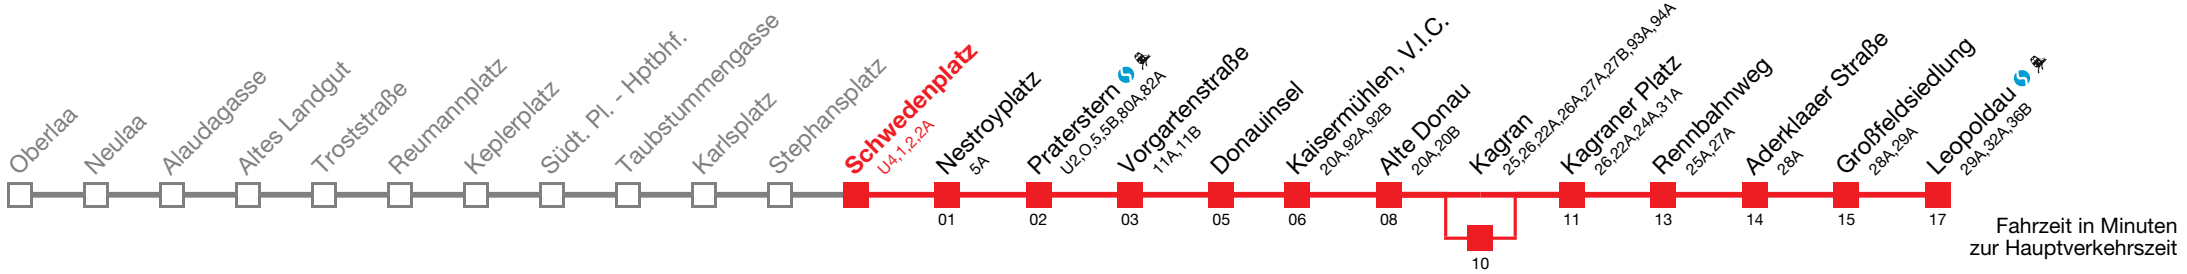 Oberlaa
Neulaa
Alaudagasse
Altes Landgut
Troststraße
Reumannplatz
Keplerplatz
Südt. Pl. - Hptbhf.
Taubstummengasse
Karlsplatz
Stephansplatz
Schwedenplatz
U4,1,2,2A
Nestroyplatz
5A
01
Praterstern
U2,O,5,5B,80A,82A
02
Vorgartenstraße
11A,11B
03
Donauinsel
05
Kaisermühlen, V.I.C.
20A,92A,92B
06
Alte Donau
20A,20B
08
Kagran
25,26,22A,26A,27A,27B,93A,94A
10
Kagraner Platz
26,22A,24A,31A
11
Rennbahnweg
25A,27A
13
Aderklaaer Straße
28A
14
Großfeldsiedlung
28A,29A
15
Leopoldau
29A,32A,36B
17
Fahrzeit in Minuten
zur Hauptverkehrszeit